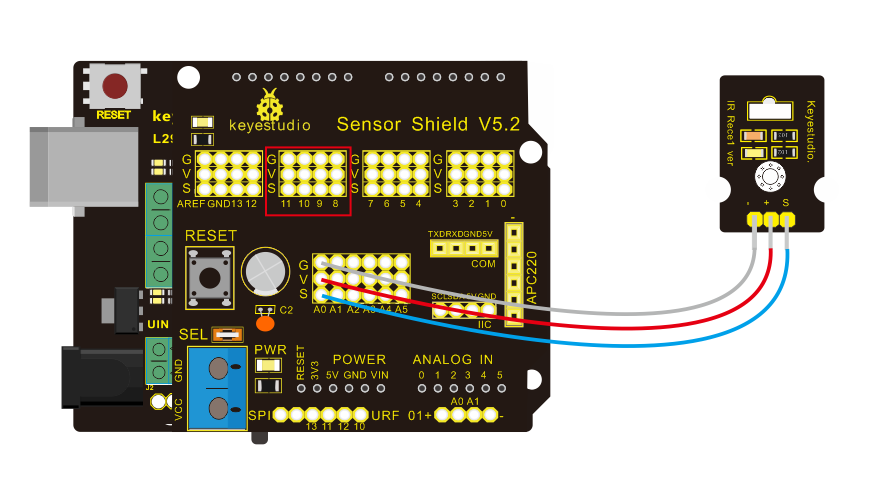 RESET
key
L29
keyestudio
Sensor Shield V5.2
G
V
S
AREF GND 13 12
G
V
S
11 10 9 8
G
V
S
7 6 5 4
G
V
S
3 2 1 0
RESET
C2
G
V
S
A0 A1 A2 A3 A4 A5
TXDRXDGND5V
COM
-
APC220
SCLSDA5VGND
IIC
UIN
SEL
PWR
GND
VCC
J2
POWER
RESET
3V3
5V GND VIN
ANALOG IN
0 1 2 3 4 5
A0 A1
SPI
13 11 12 10
URF
01+
-
IR Rece1 ver
Keyestudio.
- + S